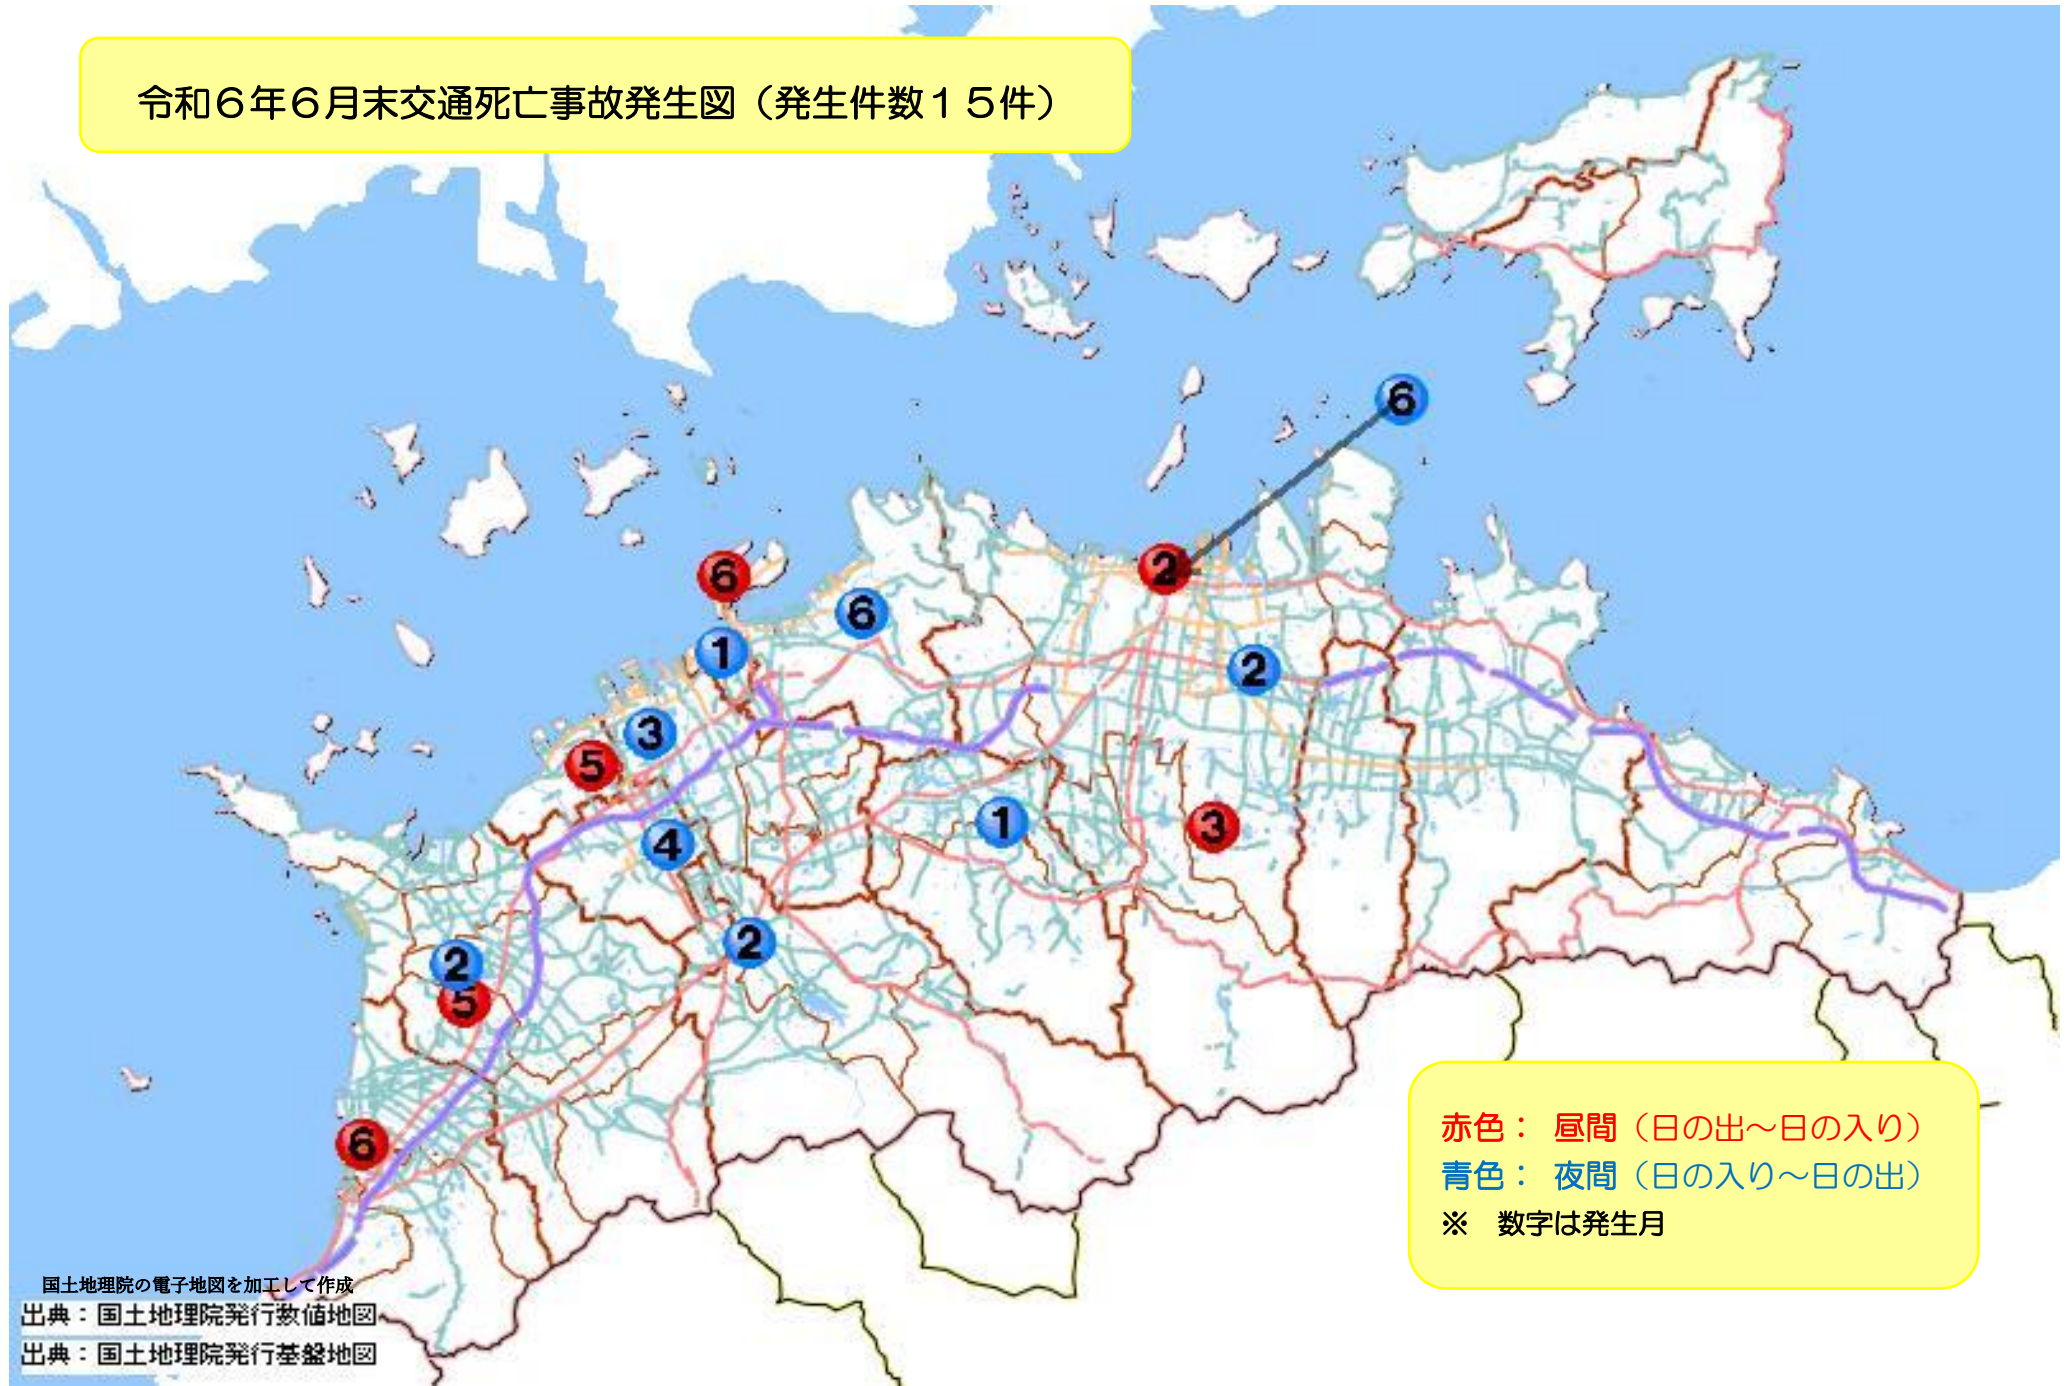 令和６年６月末交通死亡事故発生図（発生件数１５件）
6
2
6
6
1
2
3
5
1
3
4
2
2
5
6
赤色： 昼間（日の出～日の入り）
青色： 夜間（日の入り～日の出）
※ 数字は発生月
国土地理院の電子地図を加工して作成
出典：国土地理院発行数値地図
出典：国土地理院発行基盤地図